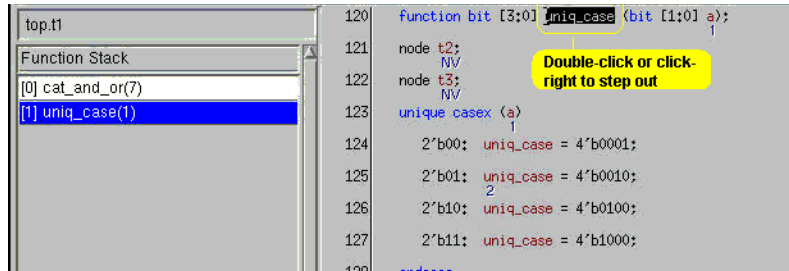 top.t1
Function Stack
[0] cat_and_or(7)
[1] uniq_case(1)
120 function bit [3:0] uniq_case (bit [1:0] a);
1
121 node t2;
NV
122 node t3;
NV
Double-click or click-
right to step out
123 unique casex (a)
1
124 2'b00: uniq_case = 4'b0001;
125 2'b01: uniq_case = 4'b0010;
2
126 2'b10: uniq_case = 4'b0100;
127 2'b11: uniq_case = 4'b1000;